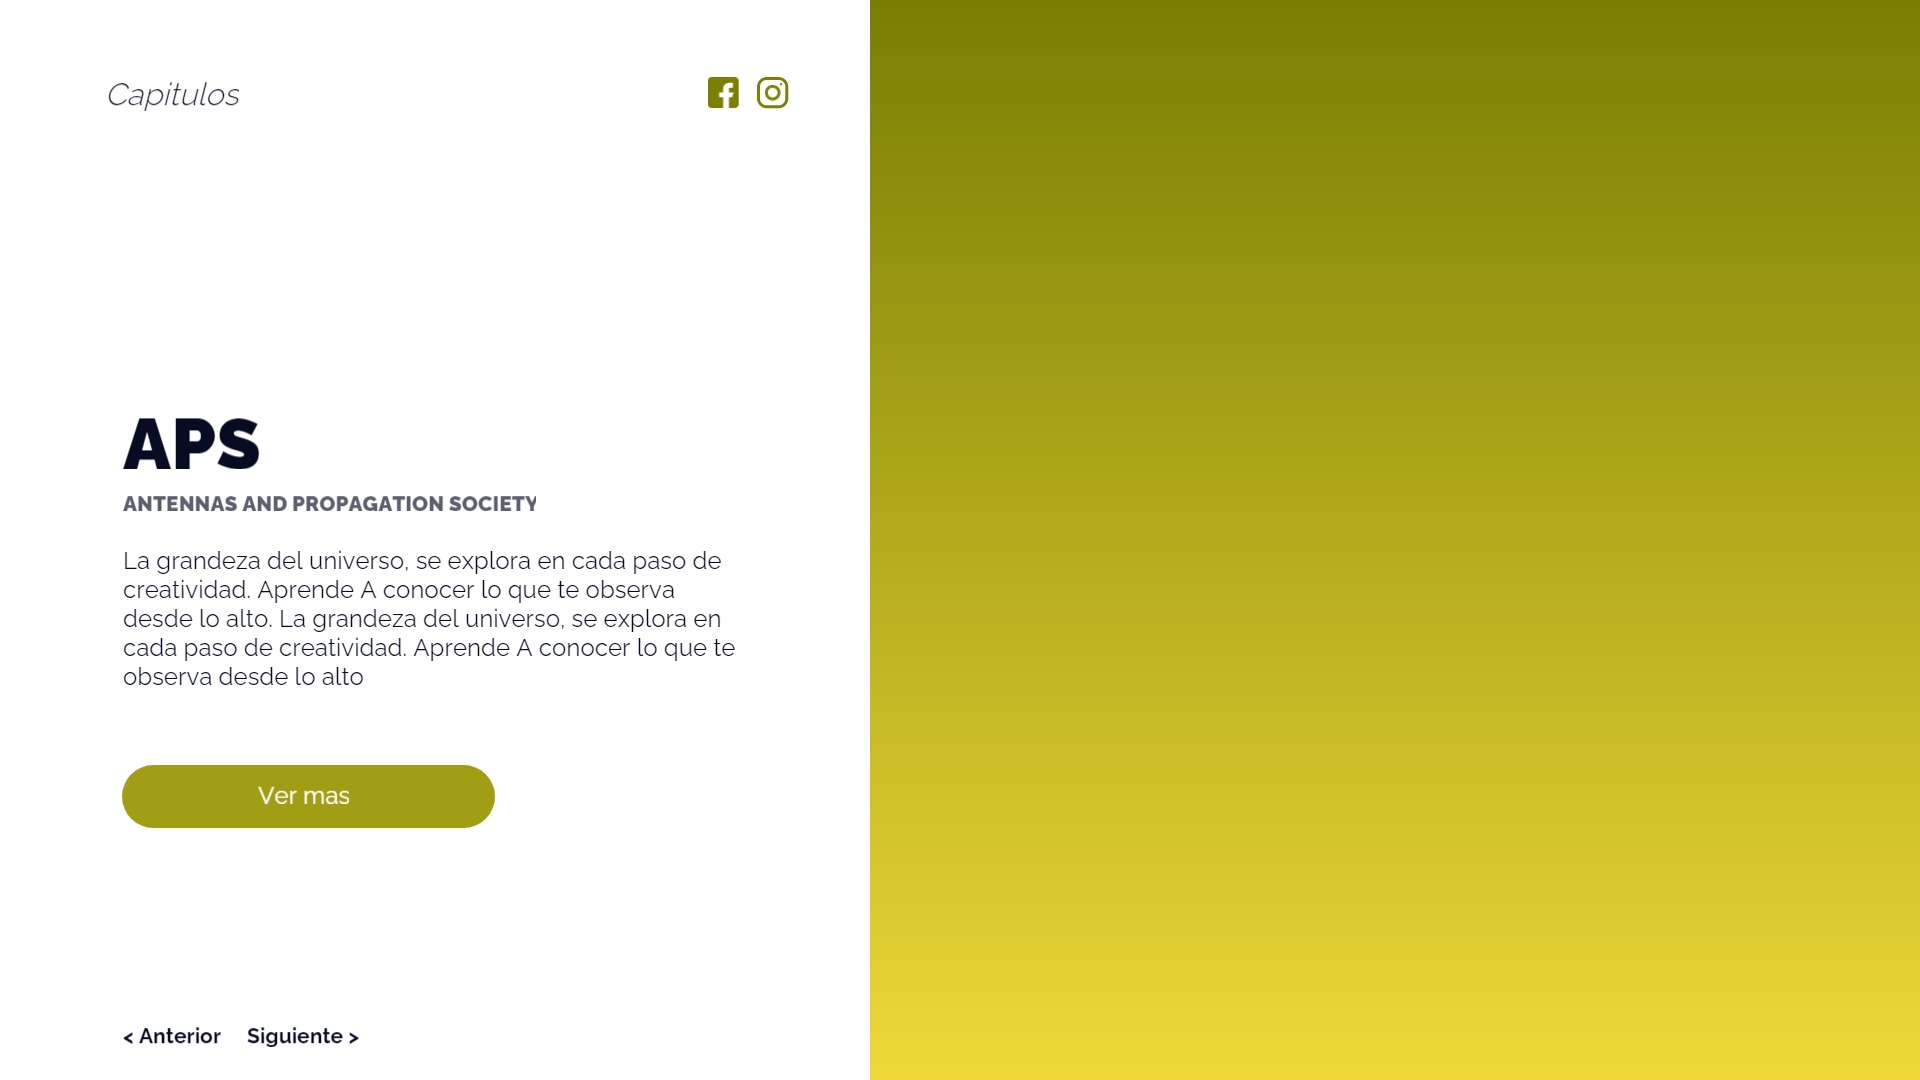 Capitulos
APS
ANTENNAS AND PROPAGATION SOCIETY
La grandeza del universo, se explora en cada paso de
creatividad. Aprende A conocer lo que te observa
desde lo alto. La grandeza del universo, se explora en
cada paso de creatividad. Aprende A conocer lo que te
observa desde lo alto
Ver mas
< Anterior Siguiente >